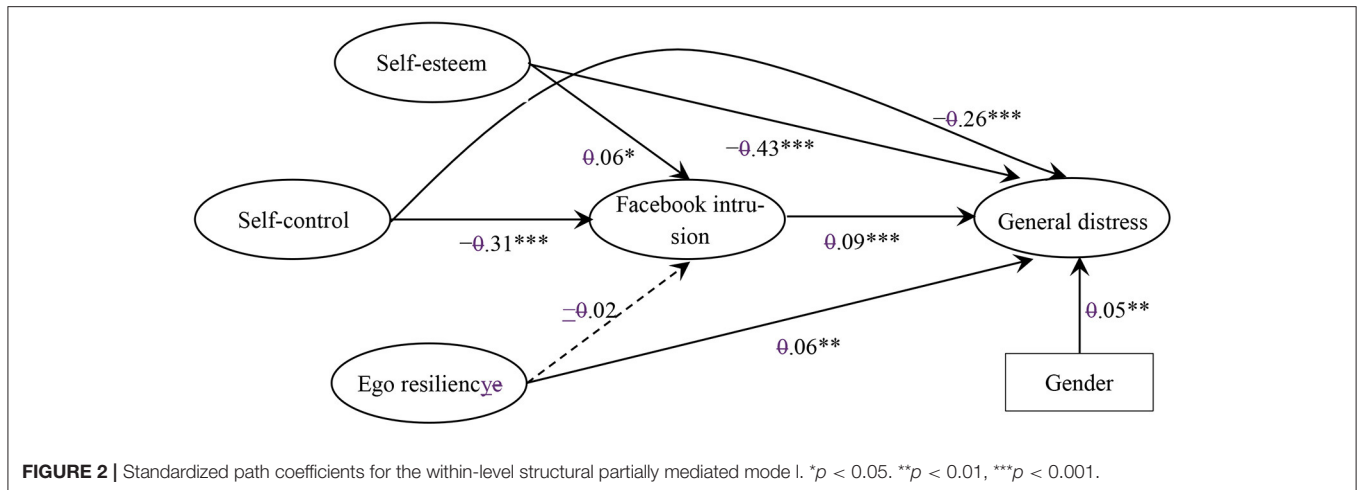 Self-esteem
−0.26***
0.06*
−0.43***
Self-control
Facebook intru-
sion
General distress
−0.31***
0.09***
−0.02
0.05**
0.06**
Ego resiliencye
Gender
FIGURE 2 | Standardized path coefficients for the within-level structural partially mediated mode l. *p < 0.05. **p < 0.01, ***p < 0.001.